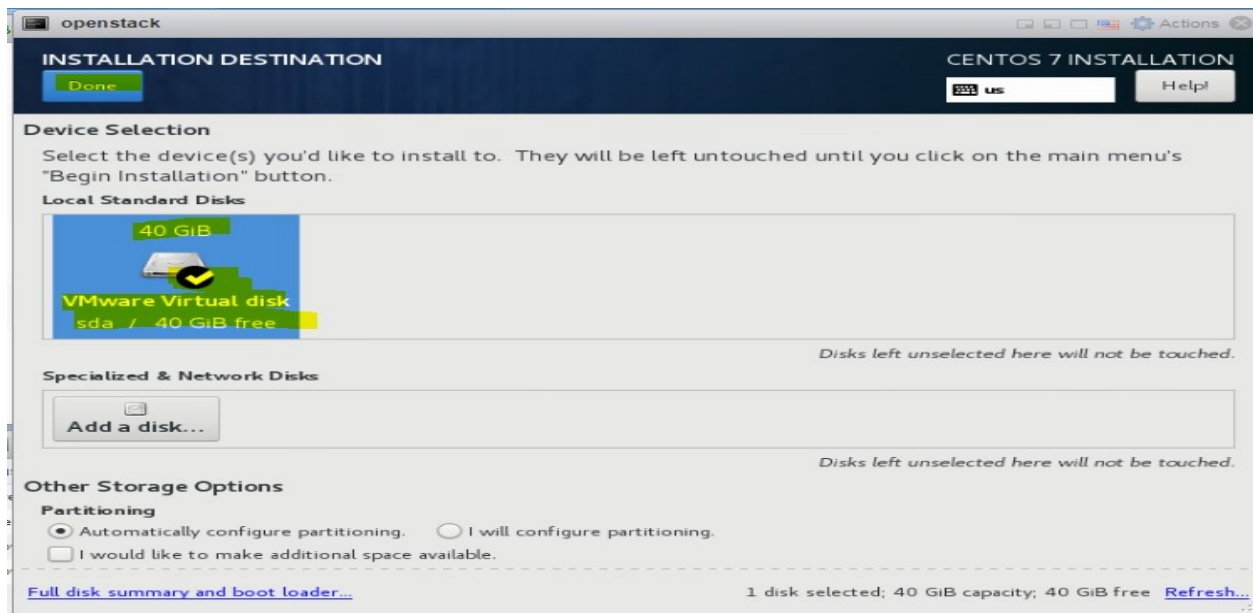 openstack Actions
INSTALLATION DESTINATION CENTOS 7 INSTALLATION
Done us Help!
Device Selection
Select the device(s) you'd like to install to. They will be left untouched until you click on the main menu's
"Begin Installation" button.
Local Standard Disks
40 GiB
VMware Virtual disk
sda / 40 GiB free
Disks left unselected here will not be touched.
Specialized & Network Disks
Add a disk...
Disks left unselected here will not be touched.
Other Storage Options
Partitioning
Automatically configure partitioning. I will configure partitioning.
I would like to make additional space available.
Full disk summary and boot loader... 1 disk selected; 40 GiB capacity; 40 GiB free Refresh...